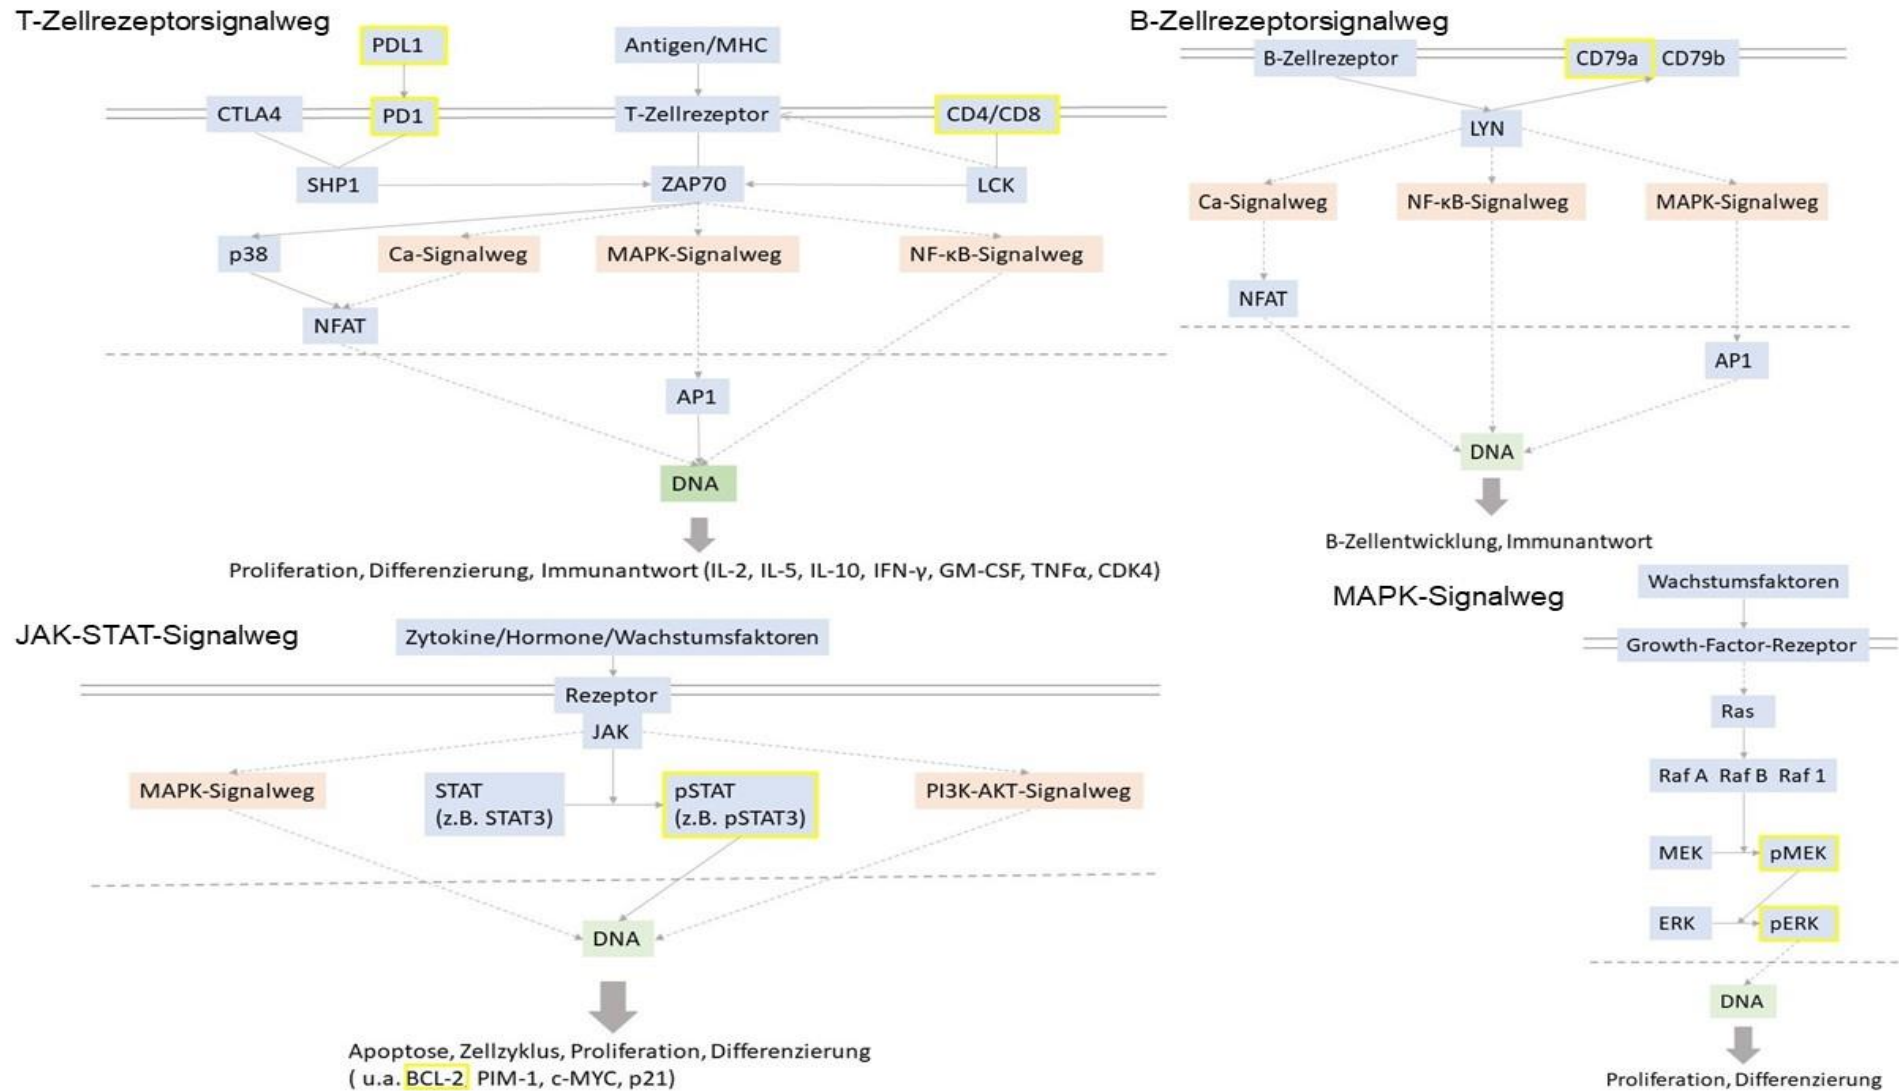 T-Zellrezeptorsignalweg
PDL1
Antigen/MHC
CTLA4
PD1
T-Zellrezeptor
CD4/CD8
SHP1
ZAP70
LCK
p38
Ca-Signalweg
MAPK-Signalweg
NF-κB-Signalweg
NFAT
AP1
DNA
Proliferation, Differenzierung, Immunantwort (IL-2, IL-5, IL-10, IFN-γ, GM-CSF, TNFα, CDK4)
B-Zellrezeptorsignalweg
B-Zellrezeptor
CD79a
CD79b
LYN
Ca-Signalweg
NF-κB-Signalweg
MAPK-Signalweg
NFAT
AP1
DNA
B-Zellentwicklung, Immunantwort
JAK-STAT-Signalweg
Zytokine/Hormone/Wachstumsfaktoren
Rezeptor
JAK
MAPK-Signalweg
STAT
(z.B. STAT3)
pSTAT
(z.B. pSTAT3)
PI3K-AKT-Signalweg
DNA
Apoptose, Zellzyklus, Proliferation, Differenzierung
( u.a. BCL-2, PIM-1, c-MYC, p21)
MAPK-Signalweg
Wachstumsfaktoren
Growth-Factor-Rezeptor
Ras
Raf A Raf B Raf 1
MEK
pMEK
ERK
pERK
DNA
Proliferation, Differenzierung